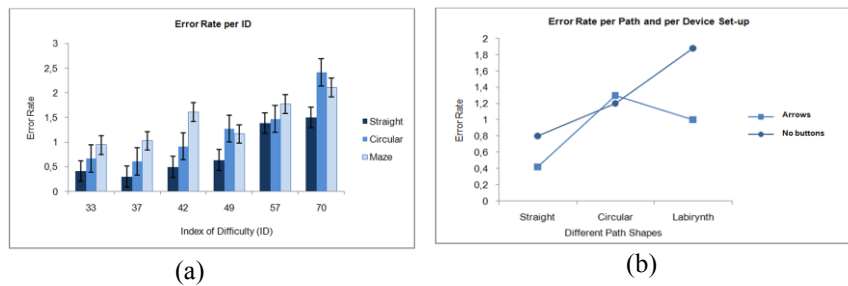 Error Rate per ID
3
2,5
2
1,5
1
0,5
0
Error Rate
33 37 42 49 57 70
Index of Difficulty (ID)
Straight
Circular
Maze
(a)
Error Rate per Path and per Device Set-up
2
1,8
1,6
1,4
1,2
1
0,8
0,6
0,4
0,2
0
Error Rate
Straight Circular Labirynth
Different Path Shapes
Arrows
No buttons
(b)